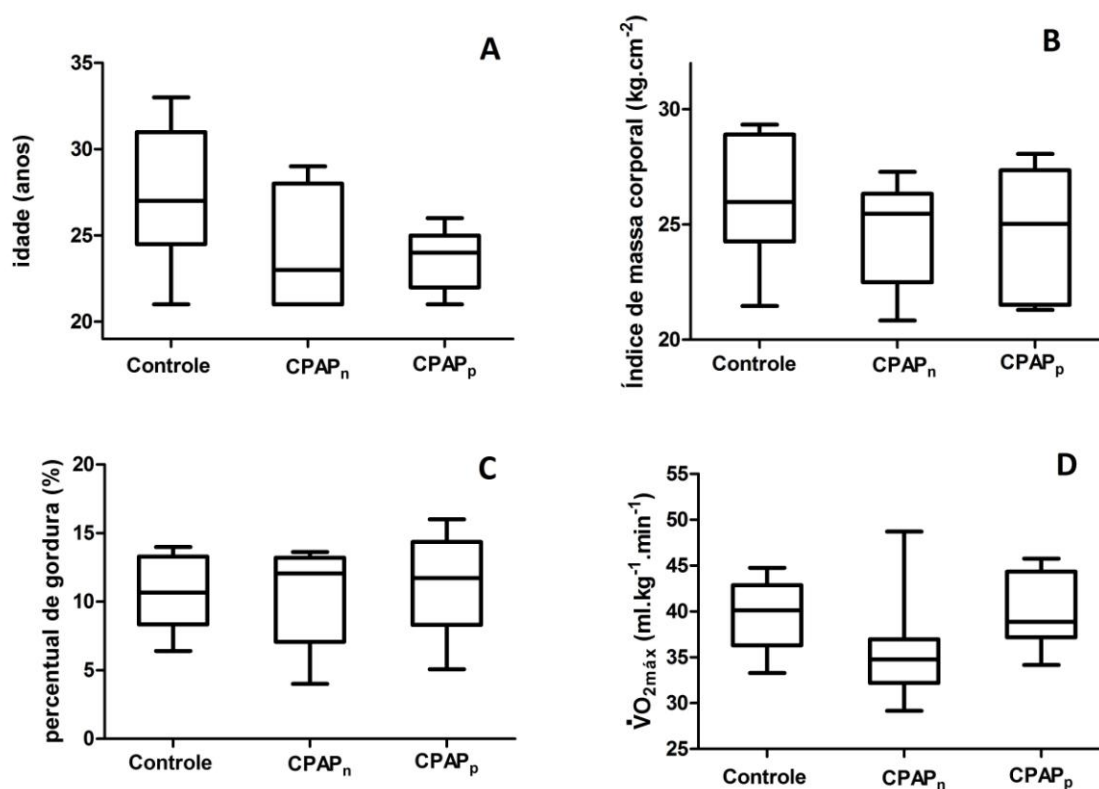 A
idade (anos)
35
30
25
20
Controle
CPAPn
CPAPp
B
Índice de massa corporal (kg.cm-2)
30
25
20
Controle
CPAPn
CPAPp
C
percentual de gordura (%)
20
15
10
5
0
Controle
CPAPn
CPAPp
D
V̇O2máx (ml.kg-1.min-1)
55
50
45
40
35
30
25
Controle
CPAPn
CPAPp